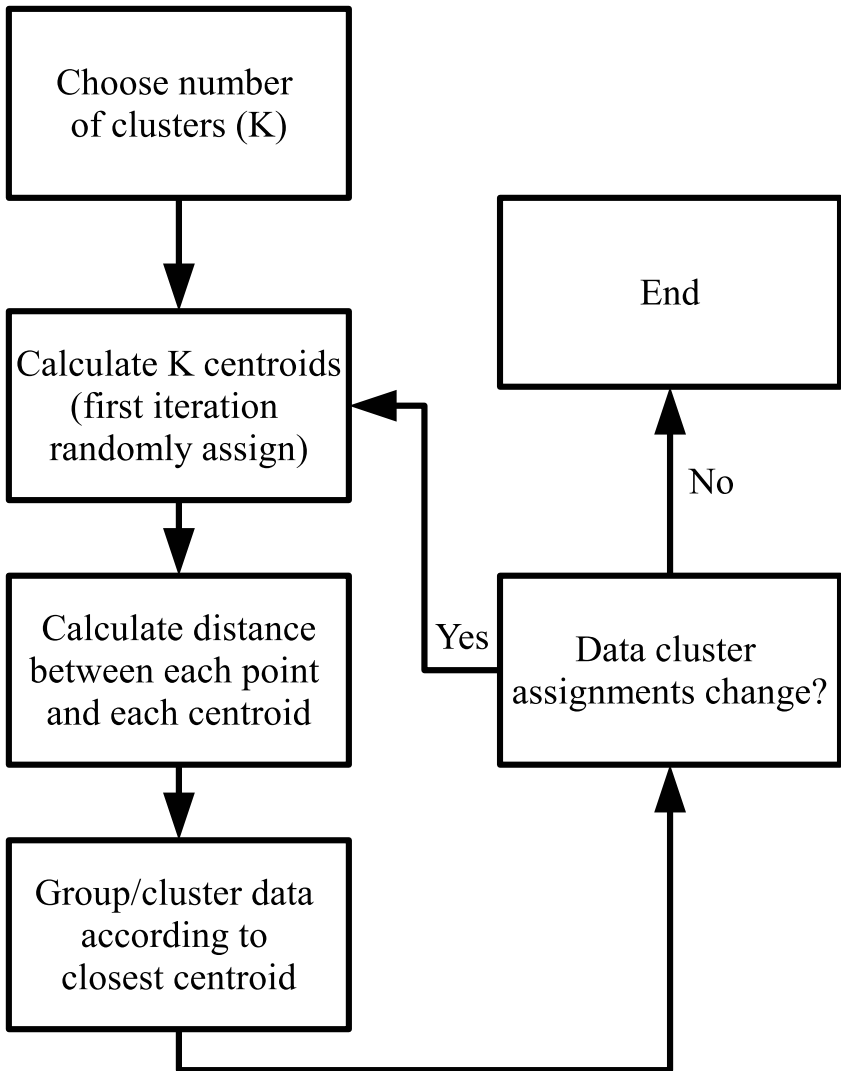 Choose number
of clusters (K)
Calculate K centroids
(first iteration
randomly assign)
Calculate distance
between each point
and each centroid
Group/cluster data
according to
closest centroid
Data cluster
assignments change?
Yes
No
End